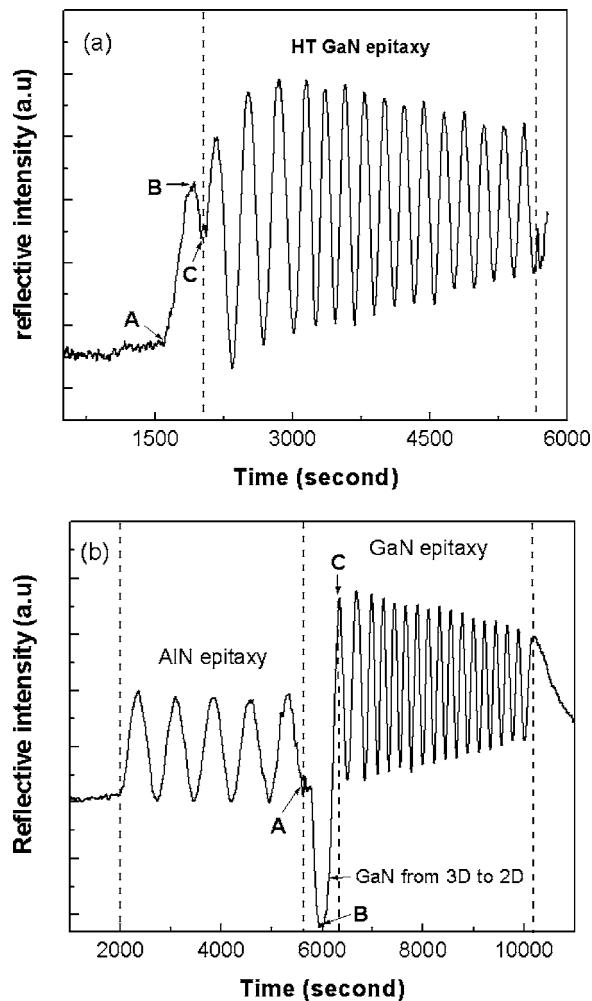 (a)
HT GaN epitaxy
B
C
A
reflective intensity (a.u)
1500 3000 4500 6000
Time (second)
(b)
GaN epitaxy
C
AlN epitaxy
A
GaN from 3D to 2D
B
Reflective intensity (a.u)
2000 4000 6000 8000 10000
Time (second)